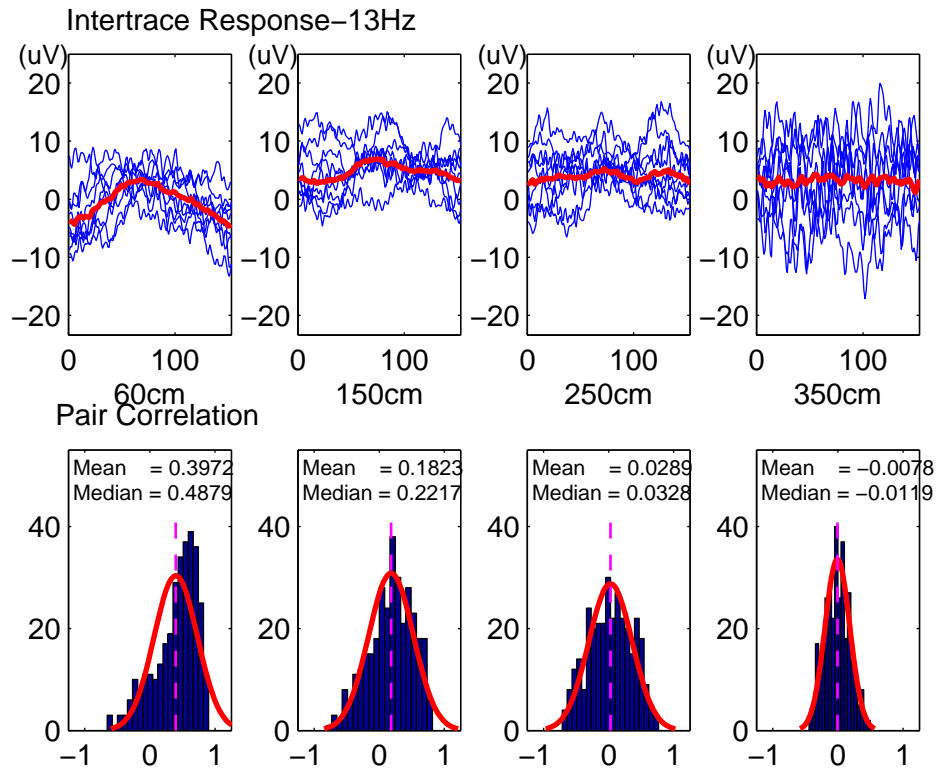 Intertrace Response−13Hz
(uV) (uV) (uV) (uV)
20 20 20 20
10 10 10 10
0 0 0 0
−10 −10 −10 −10
−20 −20 −20 −20
0 100 0 100 0 100 0 100
60cm 150cm 250cm 350cm
Pair Correlation
Mean = 0.3972 Mean = 0.1823 Mean = 0.0289 Mean = −0.0078
Median = 0.4879 Median = 0.2217 Median = 0.0328 Median = −0.0119
40 40 40 40
20 20 20 20
0 0 0 0
−1 0 1 −1 0 1 −1 0 1 −1 0 1